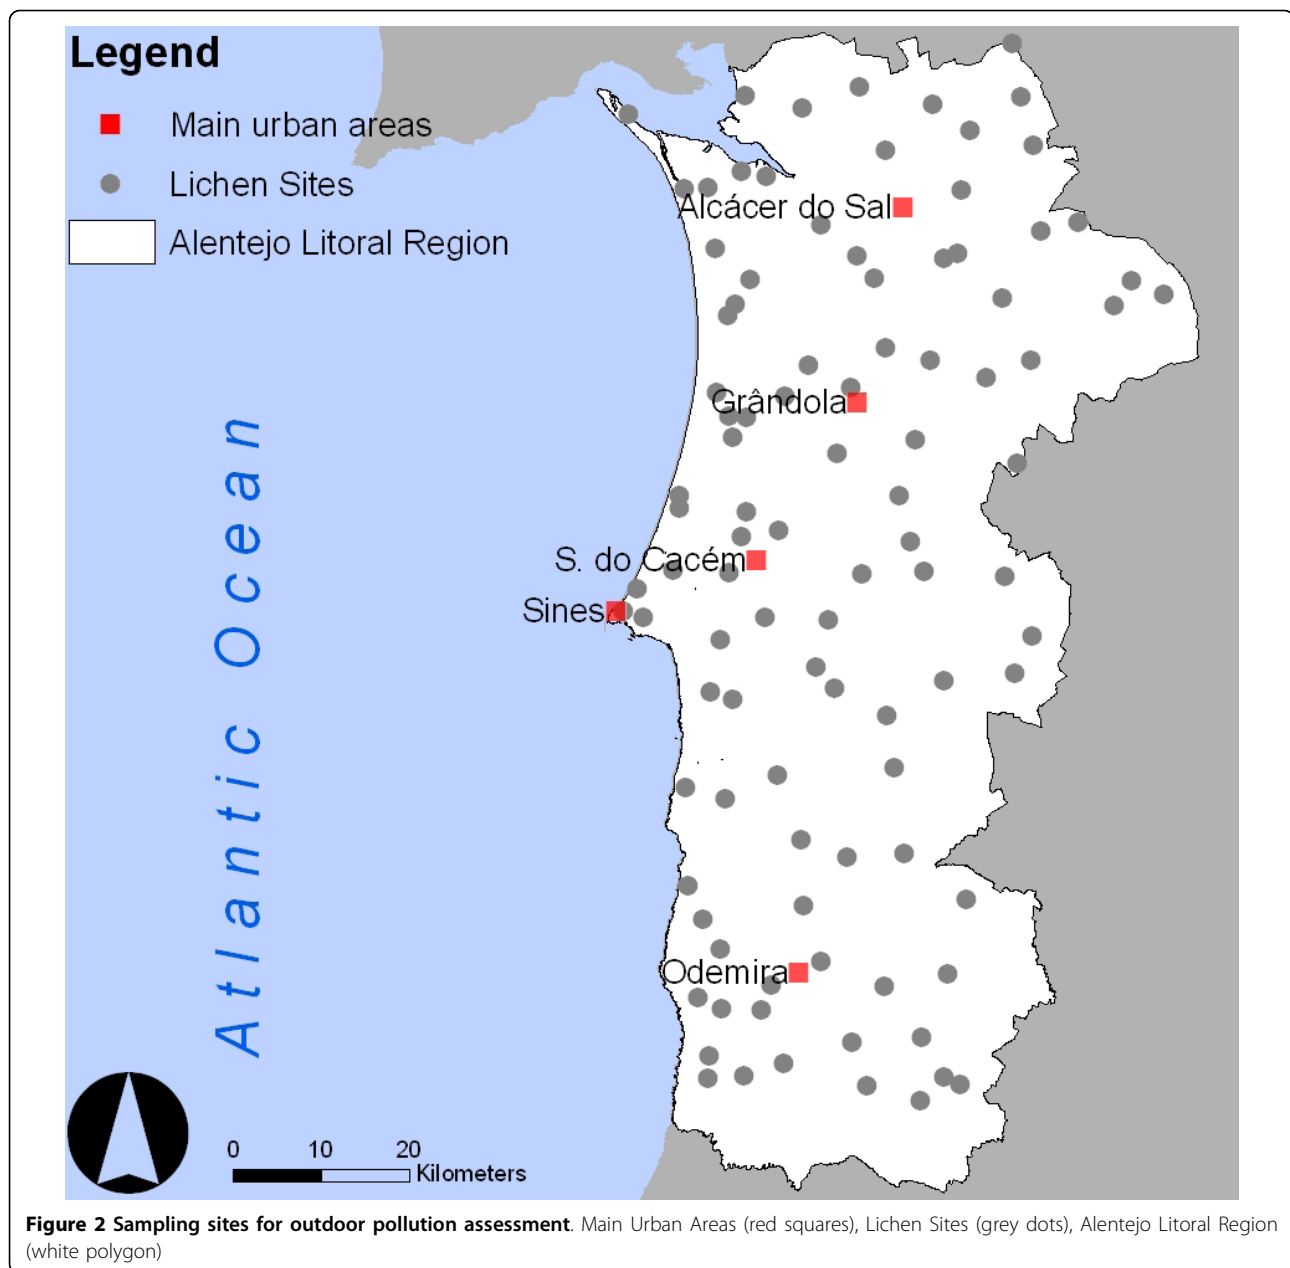 Legend
Main urban areas
Lichen Sites
Alentejo Litoral Region
Alcácer do Sal
Grândola
S. do Cacém
Sines
Odemira
Atlantic Ocean
0 10 20
Kilometers
Figure 2 Sampling sites for outdoor pollution assessment. Main Urban Areas (red squares), Lichen Sites (grey dots), Alentejo Litoral Region
(white polygon)